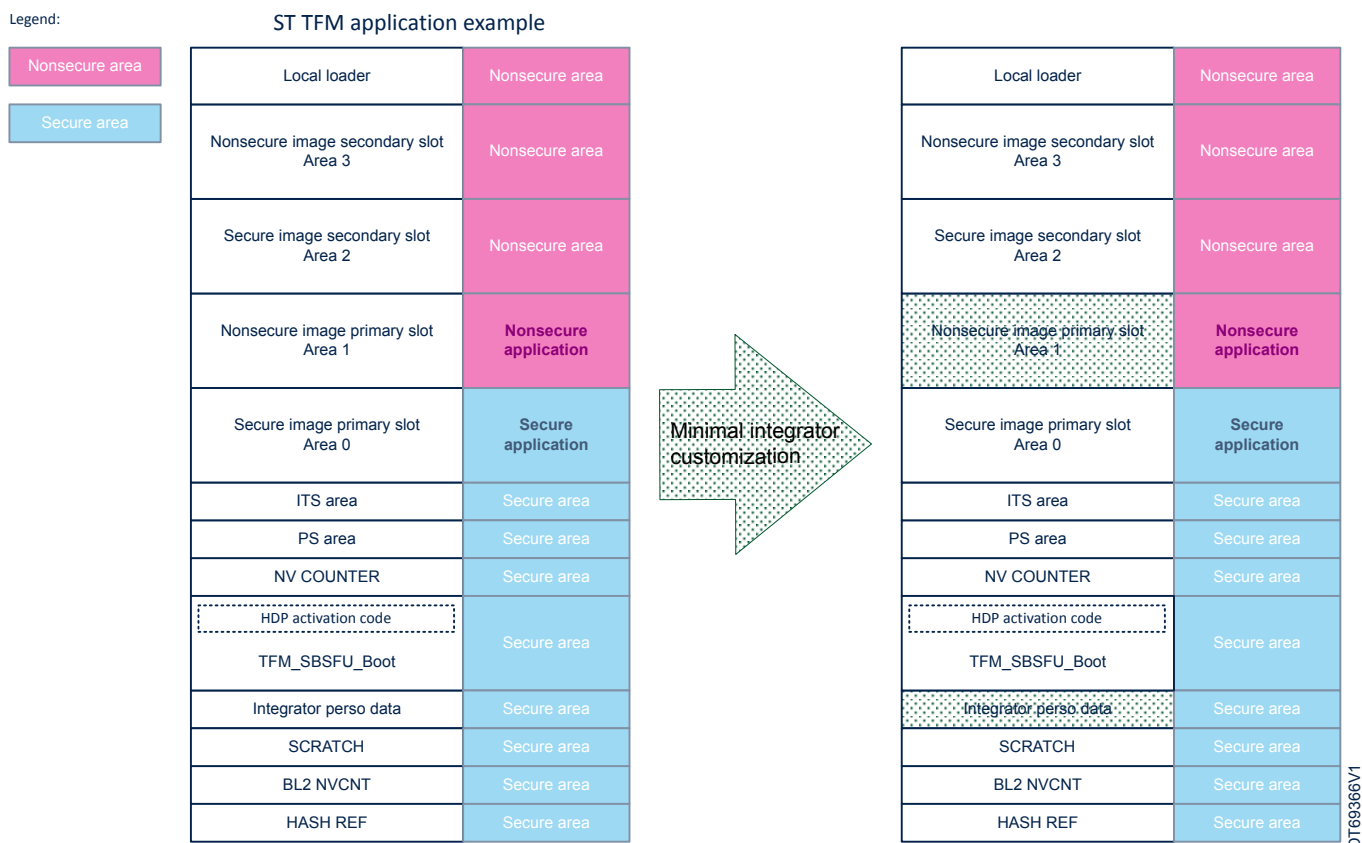 Legend:
Nonsecure area
Secure area
ST TFM application example
Local loader
Nonsecure area
Nonsecure image secondary slot
Area 3
Nonsecure area
Secure image secondary slot
Area 2
Nonsecure area
Nonsecure image primary slot
Area 1
Nonsecure
application
Secure image primary slot
Area 0
Secure
application
ITS area
Secure area
PS area
Secure area
NV COUNTER
Secure area
HDP activation code
TFM_SBSFU_Boot
Secure area
Integrator perso data
Secure area
SCRATCH
Secure area
BL2 NVCNT
Secure area
HASH REF
Secure area
Minimal integrator
customization
Local loader
Nonsecure area
Nonsecure image secondary slot
Area 3
Nonsecure area
Secure image secondary slot
Area 2
Nonsecure area
Nonsecure image primary slot
Area 1
Nonsecure
application
Secure image primary slot
Area 0
Secure
application
ITS area
Secure area
PS area
Secure area
NV COUNTER
Secure area
HDP activation code
TFM_SBSFU_Boot
Secure area
Integrator perso data
Secure area
SCRATCH
Secure area
BL2 NVCNT
Secure area
HASH REF
Secure area
DT69366V1